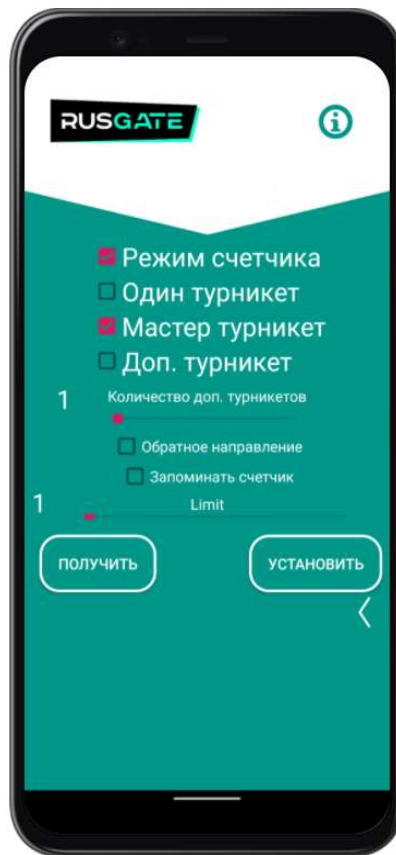 RUSGATE
Режим счетчика
Один турникет
Мастер турникет
Доп. турникет
1 Количество доп. турникетов
Обратное направление
Запоминать счетчик
1 Limit
ПОЛУЧИТЬ УСТАНОВИТЬ